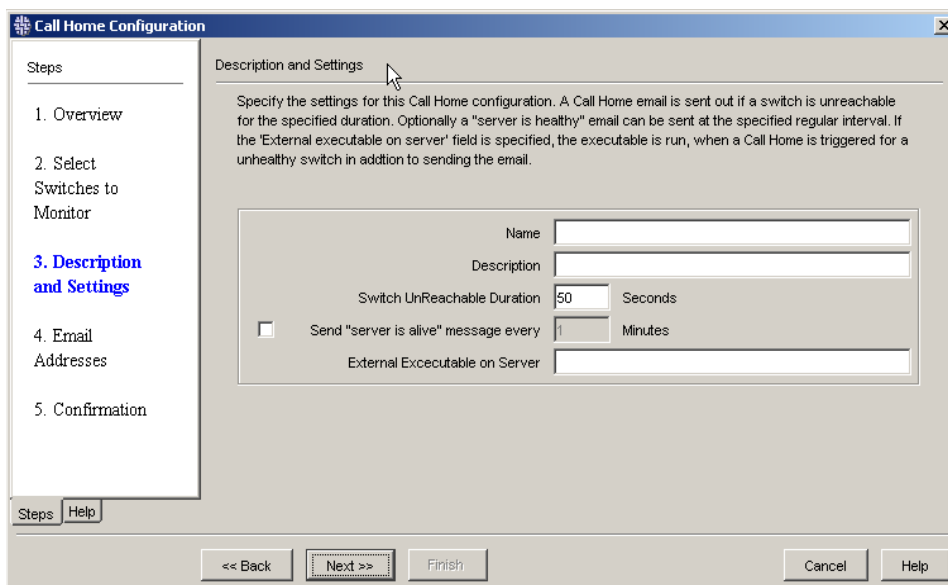 Call Home Configuration
Steps
1. Overview
2. Select
Switches to
Monitor
3. Description
and Settings
4. Email
Addresses
5. Confirmation
Steps
Help
Description and Settings
Specify the settings for this Call Home configuration. A Call Home email is sent out if a switch is unreachable
for the specified duration. Optionally a "server is healthy" email can be sent at the specified regular interval. If
the 'External executable on server' field is specified, the executable is run, when a Call Home is triggered for a
unhealthy switch in addtion to sending the email.
Name
Description
Switch UnReachable Duration 50 Seconds
Send "server is alive" message every 1 Minutes
External Excecutable on Server
<< Back
Next >>
Finish
Cancel
Help